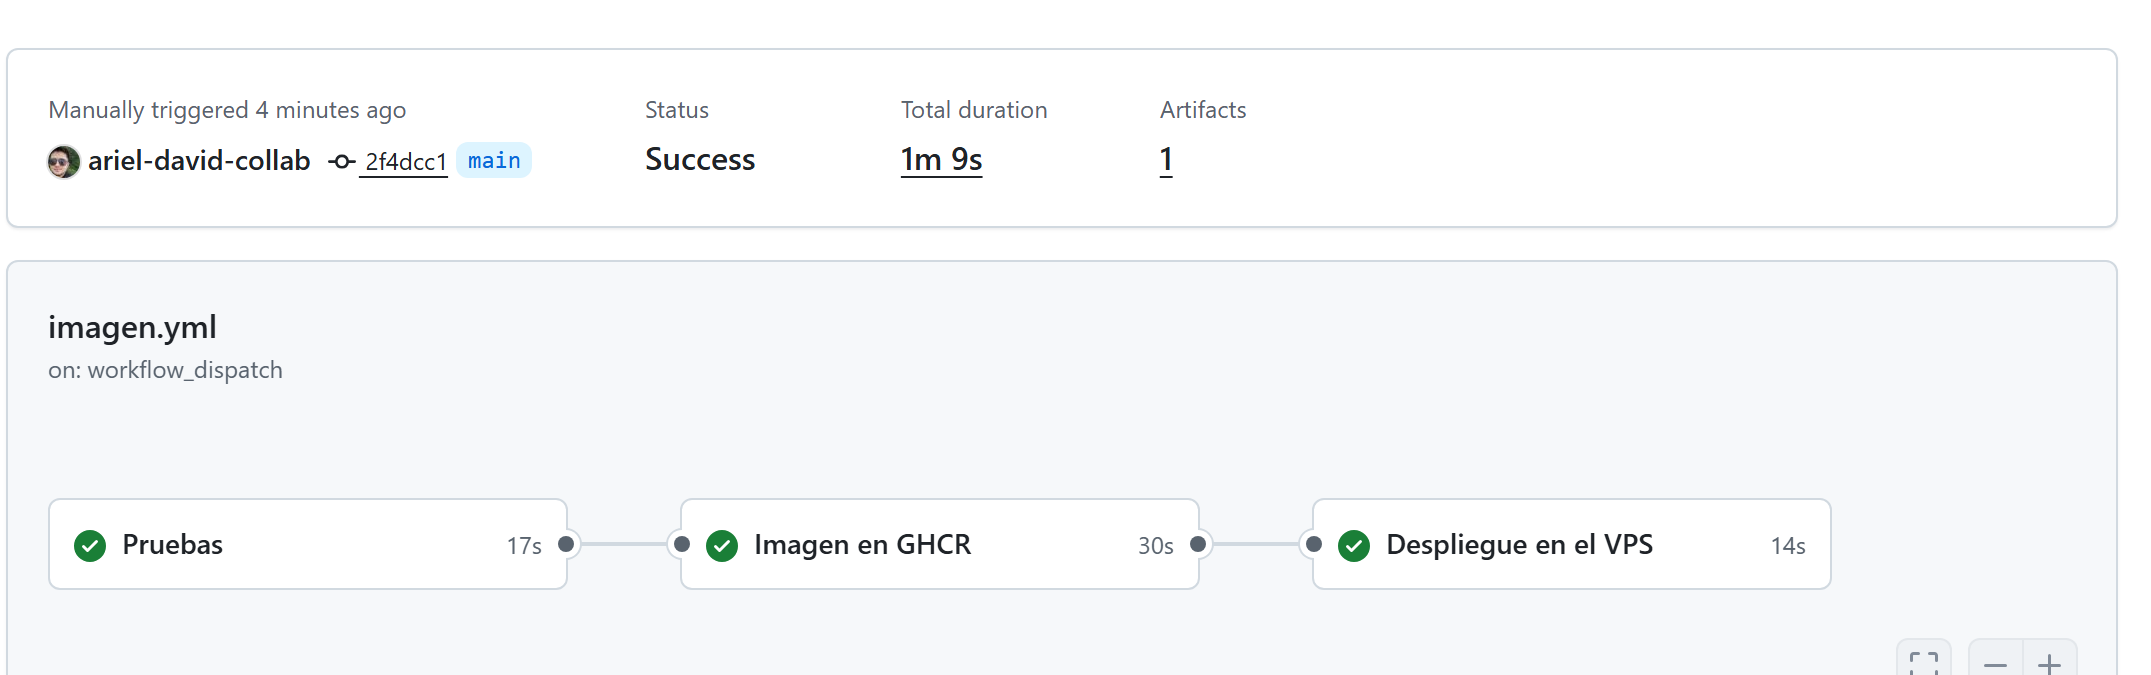 Manually triggered 4 minutes ago
ariel-david-collab 2f4dcc1 main
Status
Success
Total duration
1m 9s
Artifacts
1
imagen.yml
on: workflow_dispatch
Pruebas 17s
Imagen en GHCR 30s
Despliegue en el VPS 14s